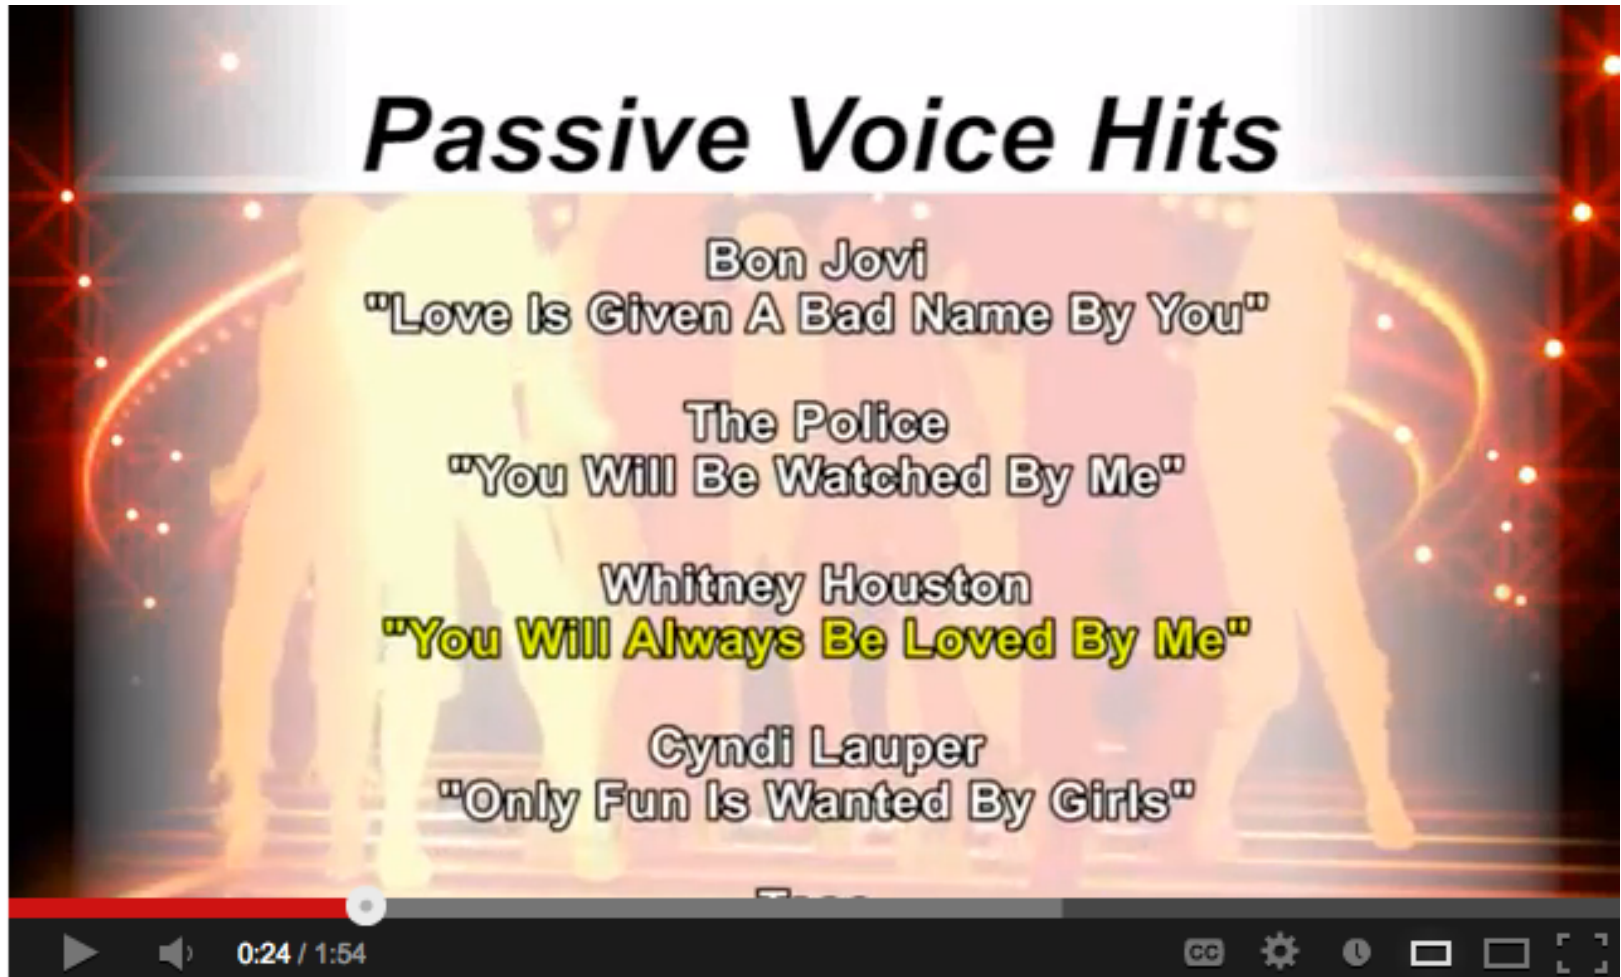 Passive Voice Hits
Bon Jovi
"Love Is Given A Bad Name By You"
The Police
"You Will Be Watched By Me"
Whitney Houston
"You Will Always Be Loved By Me"
Cyndi Lauper
"Only Fun Is Wanted By Girls"
0:24 / 1:54
CC